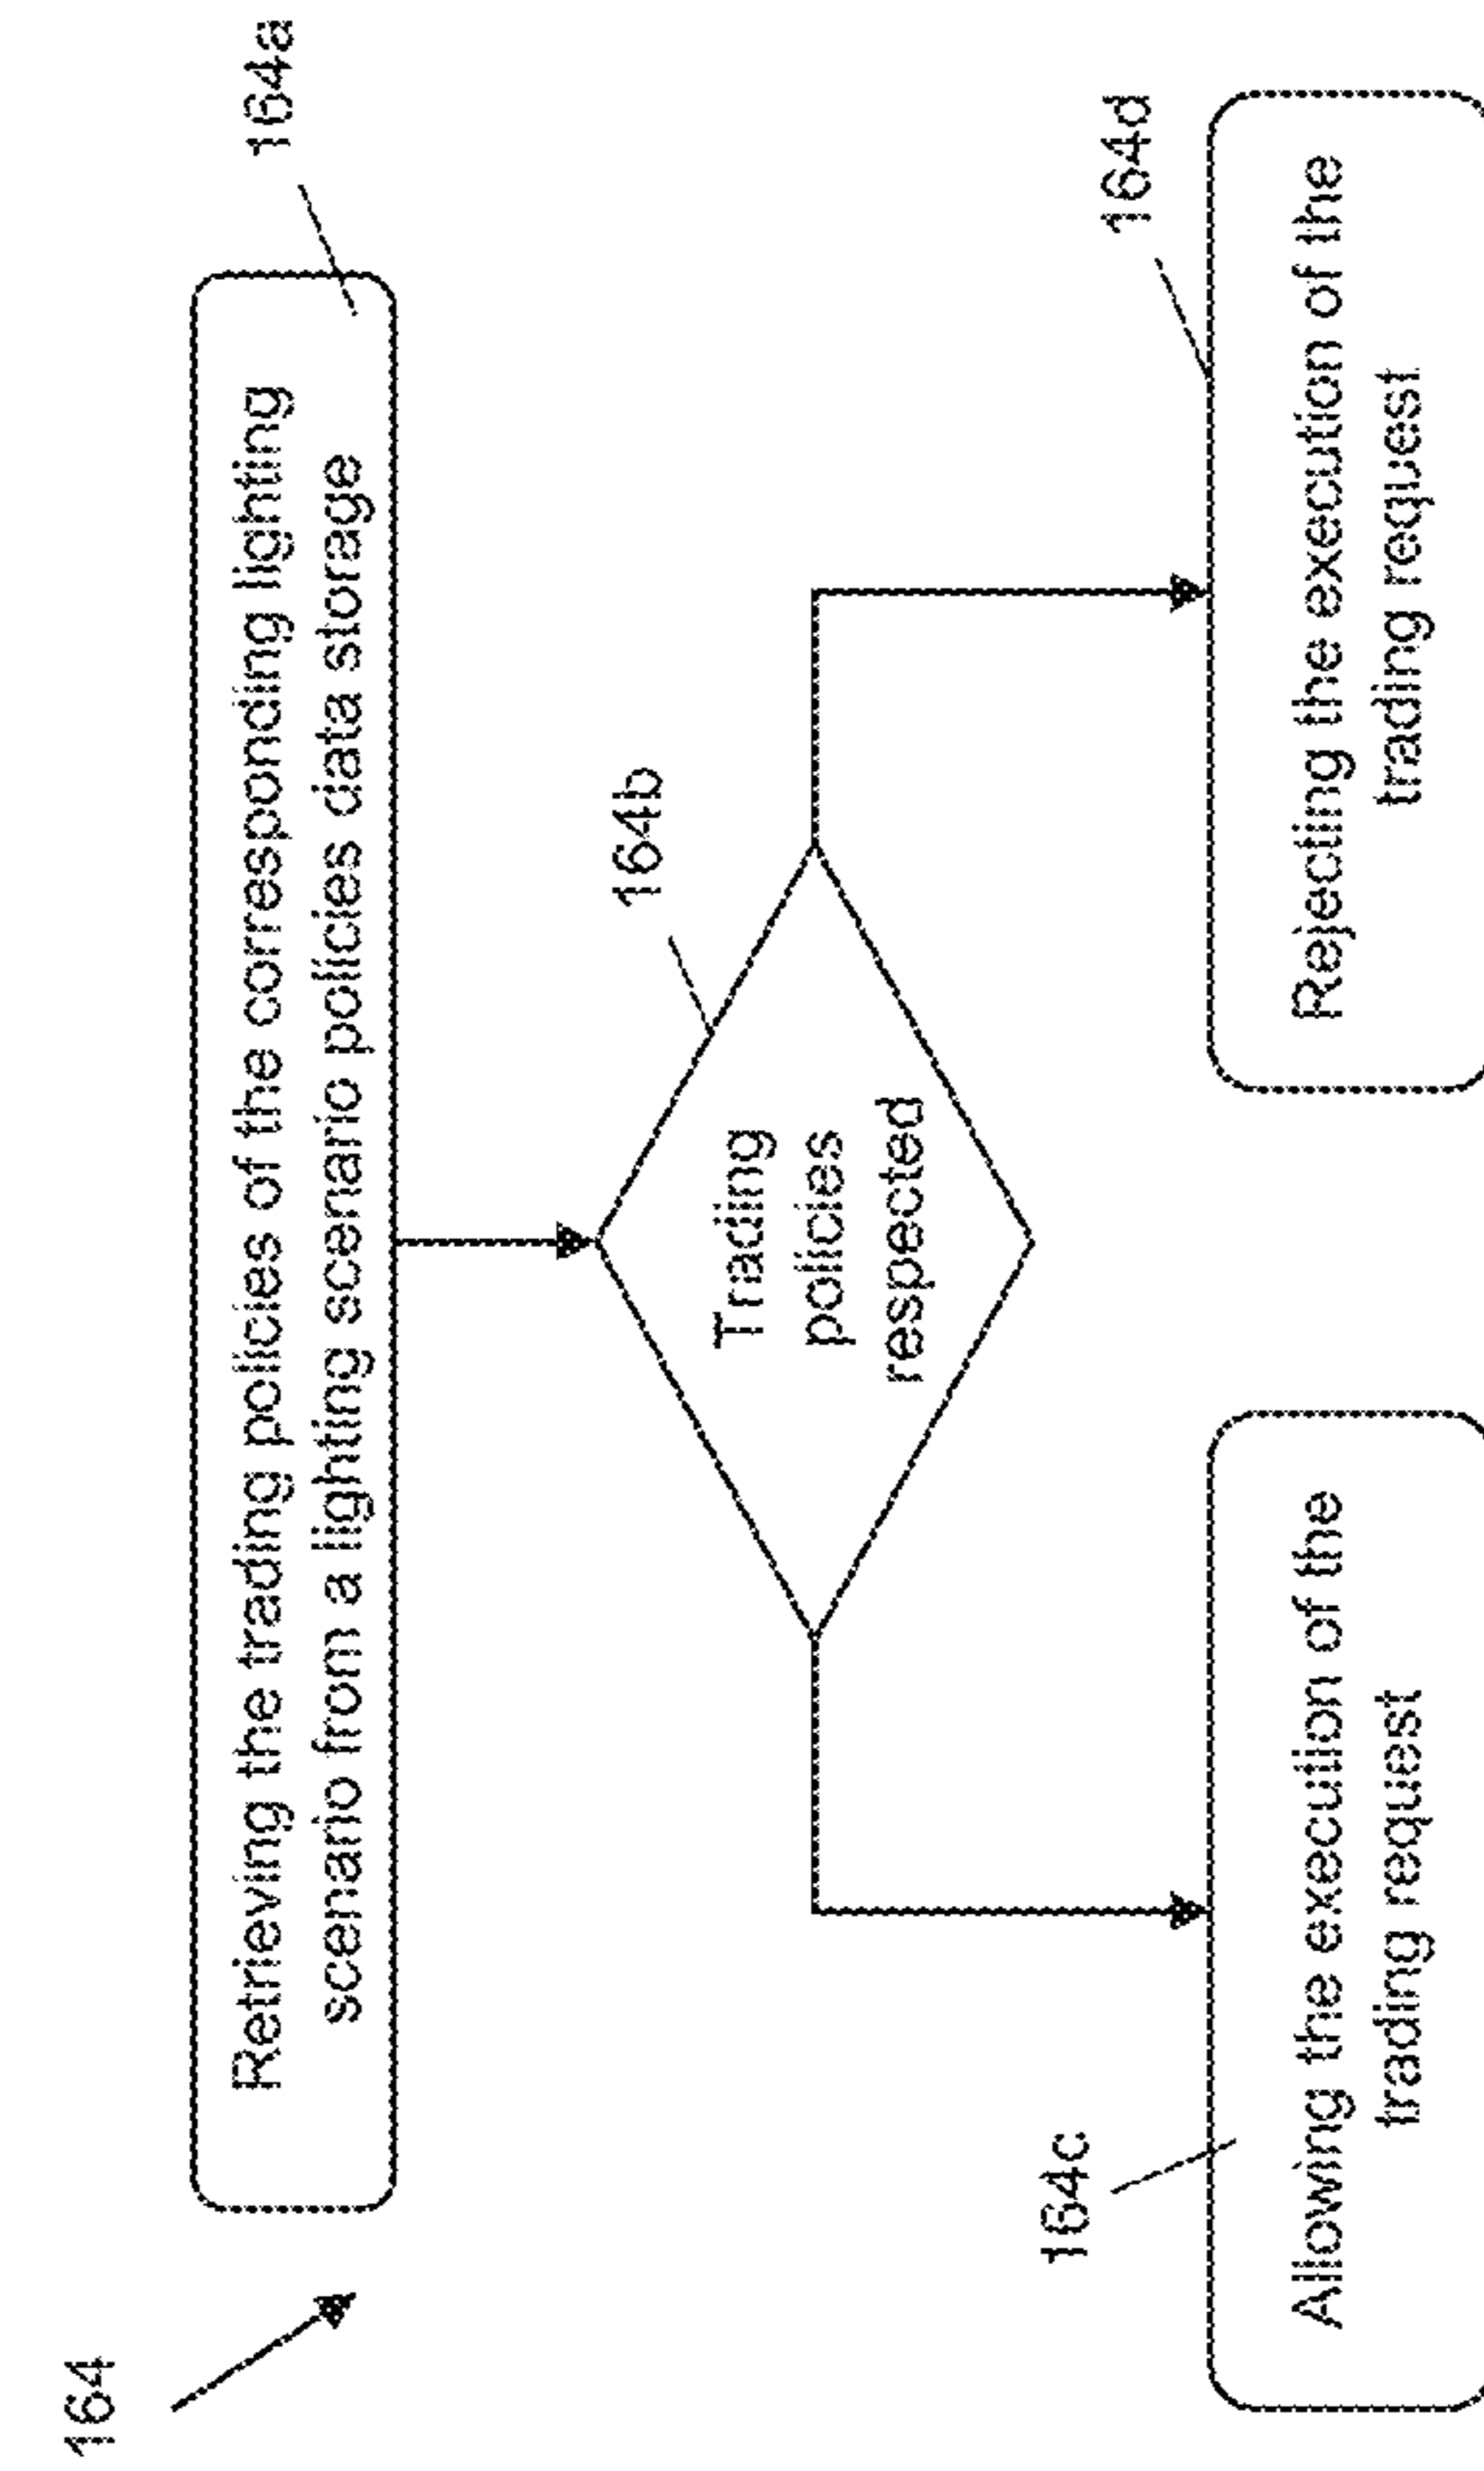 164
164a
Retrieving the trading policies of the corresponding lighting
scenario from a lighting scenario policies data storage
164b
Trading
policies
respected
164c
Allowing the execution of the
trading request
164d
Rejecting the execution of the
trading request